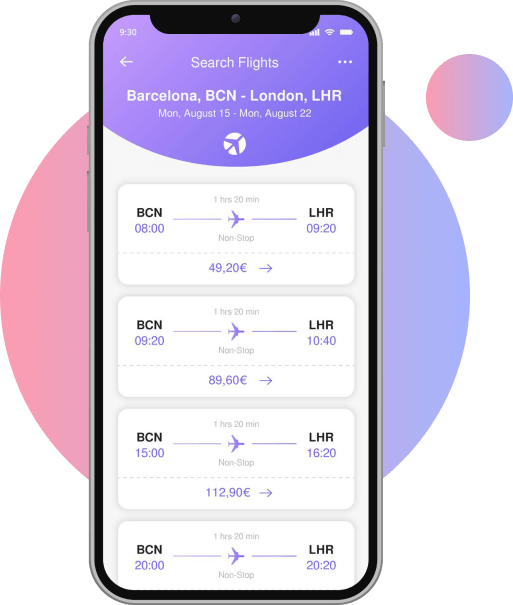 9:30
Search Flights
Barcelona, BCN - London, LHR
Mon, August 15 - Mon, August 22
1 hrs 20 min
BCN LHR
08:00 09:20
Non-Stop
49,20€
1 hrs 20 min
BCN LHR
09:20 10:40
Non-Stop
89,60€
1 hrs 20 min
BCN LHR
15:00 16:20
Non-Stop
112,90€
1 hrs 20 min
BCN LHR
20:00 20:20
Non-Stop